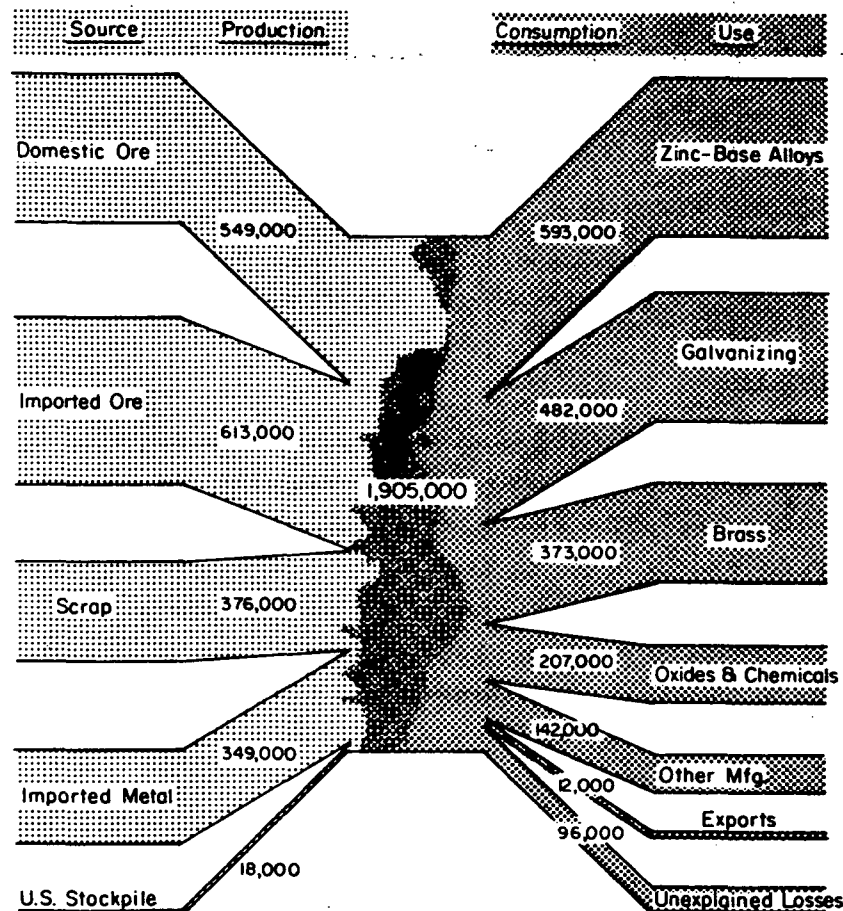 Source Production Consumption Use
Domestic Ore
549,000
Imported Ore
613,000
Scrap
376,000
Imported Metal
349,000
U.S. Stockpile
18,000
1,905,000
593,000
Zinc-Base Alloys
482,000
Galvanizing
373,000
Brass
207,000
Oxides & Chemicals
142,000
Other Mfg.
12,000
Exports
96,000
Unexplained Losses